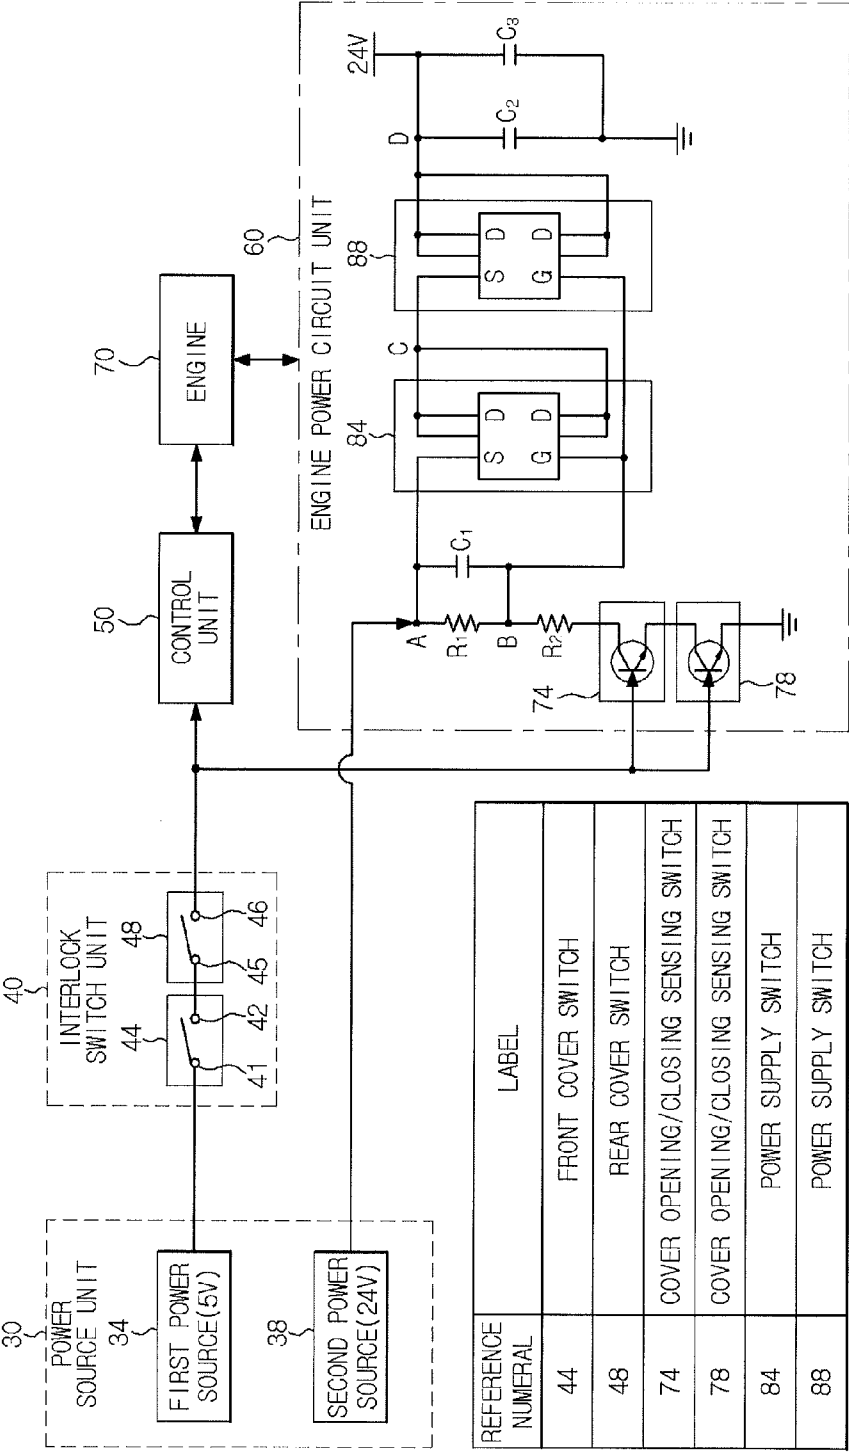 30
POWER
SOURCE UNIT
34
FIRST POWER
SOURCE(5V)
38
SECOND POWER
SOURCE(24V)
40
INTERLOCK
SWITCH UNIT
44
41
42
48
45
46
50
CONTROL
UNIT
70
ENGINE
60
ENGINE POWER CIRCUIT UNIT
A
R1
B
R2
C1
74
78
84
S
D
G
D
C
88
S
D
G
D
D
24V
C2
C3
REFERENCE
NUMERAL
LABEL
44
FRONT COVER SWITCH
48
REAR COVER SWITCH
74
COVER OPENING/CLOSING SENSING SWITCH
78
COVER OPENING/CLOSING SENSING SWITCH
84
POWER SUPPLY SWITCH
88
POWER SUPPLY SWITCH